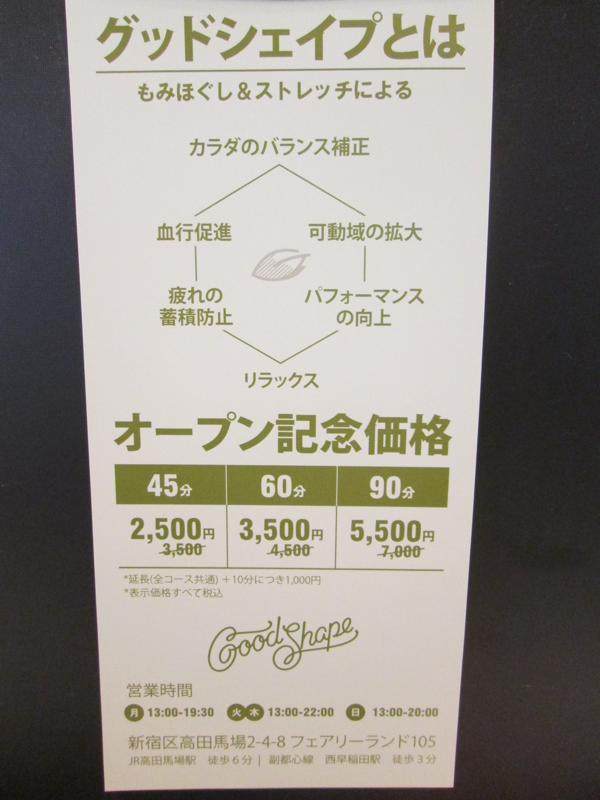 グッドシェイプとは
もみほぐし＆ストレッチによる
カラダのバランス補正
血行促進 可動域の拡大
疲れの
蓄積防止
パフォーマンス
の向上
リラックス
オープン記念価格
45分 60分 90分
2,500円 3,500円 5,500円
3,500 4,500 7,000
*延長(全コース共通) ＋10分につき1,000円
*表示価格すべて税込
Good Shape
営業時間
月 13:00-19:30 火 木 13:00-22:00 日 13:00-20:00
新宿区高田馬場2-4-8 フェアリーランド105
JR高田馬場駅 徒歩6分 | 副都心線 西早稲田駅 徒歩3分